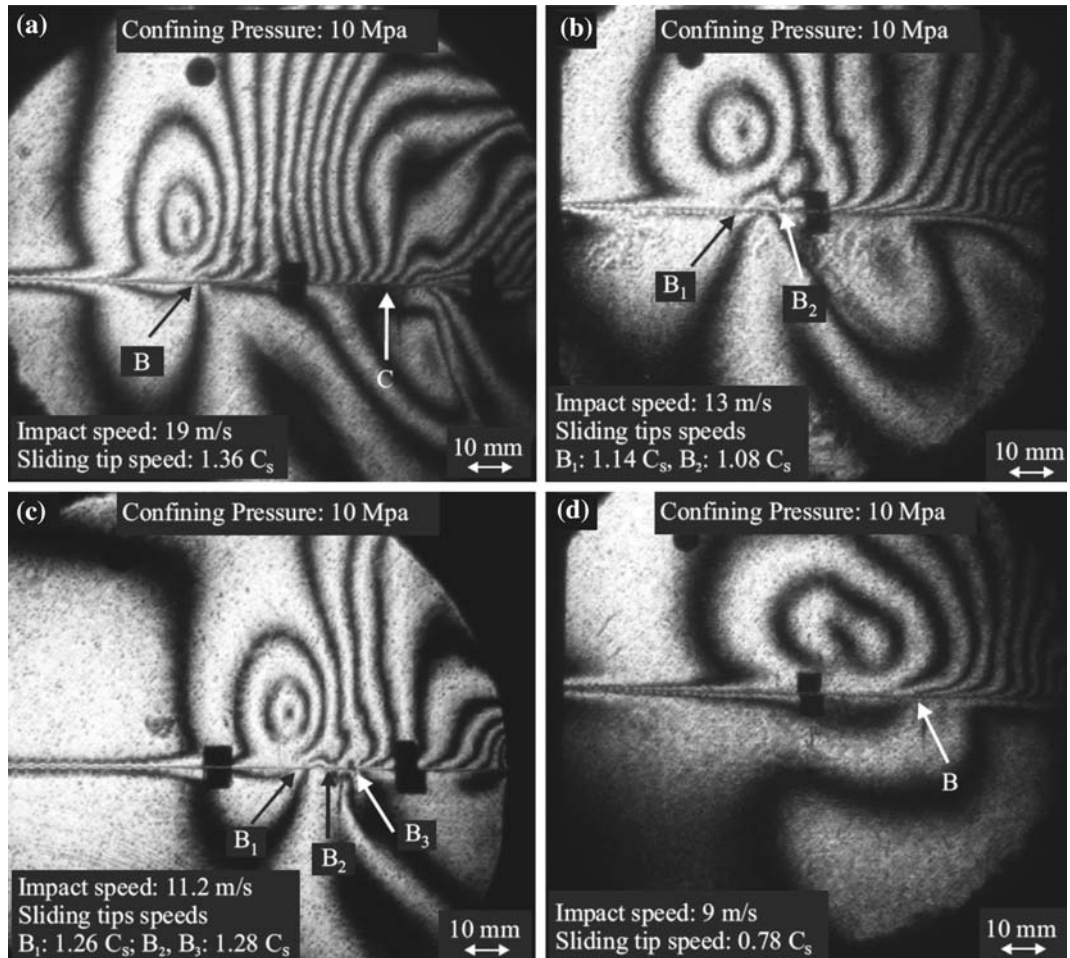 (a)
Confining Pressure: 10 Mpa
B
C
Impact speed: 19 m/s
Sliding tip speed: 1.36 Cs
10 mm
(b)
Confining Pressure: 10 Mpa
B₁
B₂
Impact speed: 13 m/s
Sliding tips speeds
B₁: 1.14 Cₛ, B₂: 1.08 Cₛ
10 mm
(c)
Confining Pressure: 10 Mpa
B₁
B₂
B₃
Impact speed: 11.2 m/s
Sliding tips speeds
B₁: 1.26 Cₛ; B₂, B₃: 1.28 Cₛ
10 mm
(d)
Confining Pressure: 10 Mpa
B
Impact speed: 9 m/s
Sliding tip speed: 0.78 Cₛ
10 mm